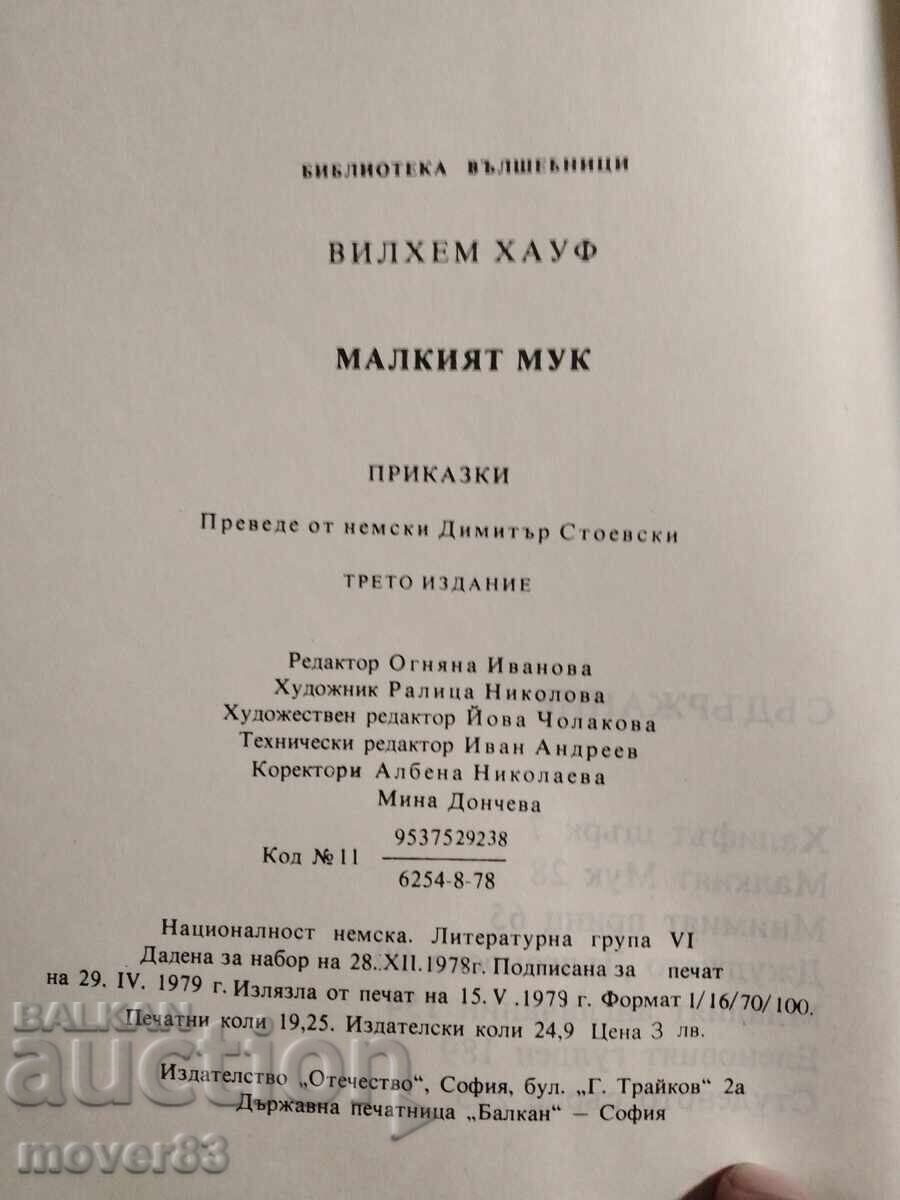 БИБЛИОТЕКА ВЪЛШЕБНИЦИ
ВИЛХЕМ ХАУФ
МАЛКИЯТ МУК
ПРИКАЗКИ
Преведе от немски Димитър Стоевски
ТРЕТО ИЗДАНИЕ
Редактор Огняна Иванова
Художник Ралица Николова
Художествен редактор Йова Чолакова
Технически редактор Иван Андреев
Коректори Албена Николаева
Мина Дончева
Код № 11 9537529238
6254-8-78
Националност немска. Литературна група VI
Дадена за набор на 28. XII. 1978г. Подписана за печат
на 29. IV. 1979 г. Излязла от печат на 15. V. 1979 г. Формат 1/16/70/100.
Печатни коли 19,25. Издателски коли 24,9 Цена 3 лв.
Издателство „Отечество“, София, бул. „Г. Трайков“ 2а
Държавна печатница „Балкан“ — София
BALKAN
auction
mover83